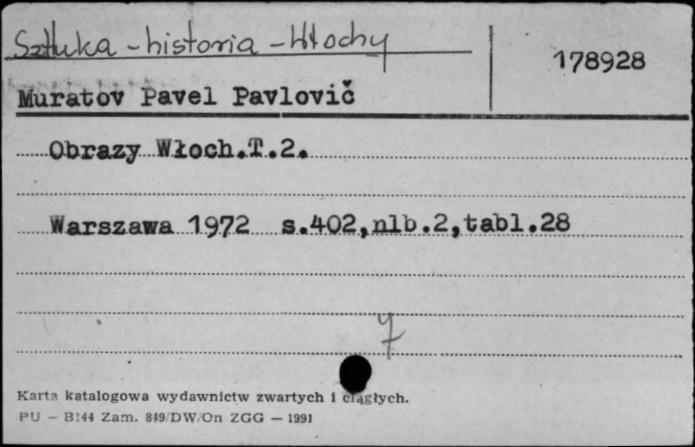 Sztuka - historia - Włochy
178928
Muratov Pavel Pavlovič
Obrazy Włoch.T.2.
Warszawa 1972 s.402,nlb.2,tabl.28
7
Karta katalogowa wydawnictw zwartych i ciągłych.
PU — B144 Zam. 849/DW/On ZGG — 1991